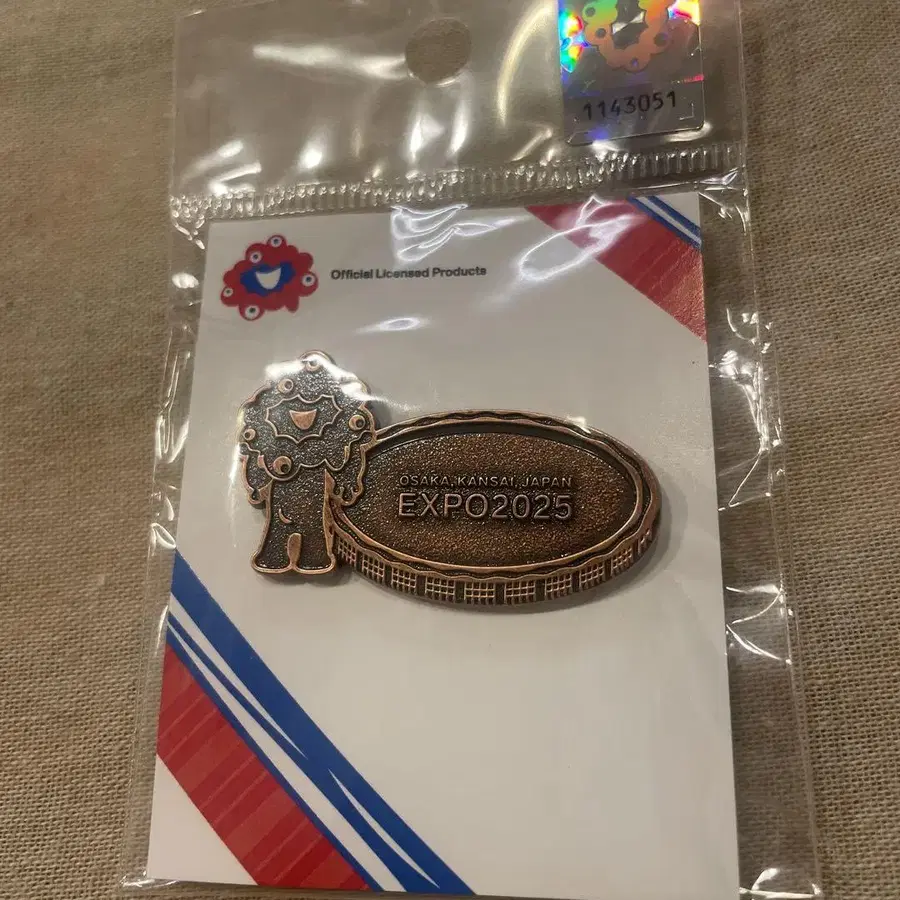 1143051
Official Licensed Products
OSAKA, KANSAI, JAPAN
EXPO2025